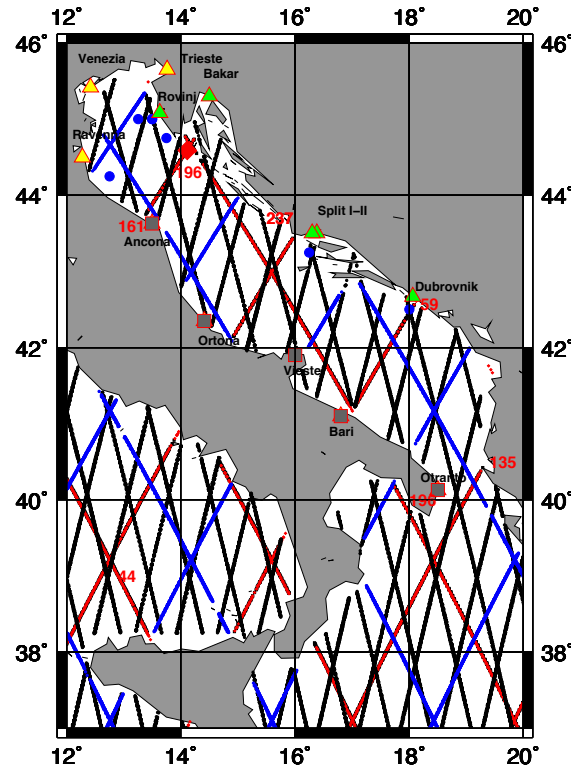 12° 14° 16° 18° 20°
46° 46°
Venezia Trieste
Bakar
Rovinj
Ravenna
44° 196 44°
237 Split I–II
161
Ancona
Dubrovnik
59
Ortona
42° 42°
Vieste
Bari
135
Otranto
40° 190 40°
44
38° 38°
12° 14° 16° 18° 20°